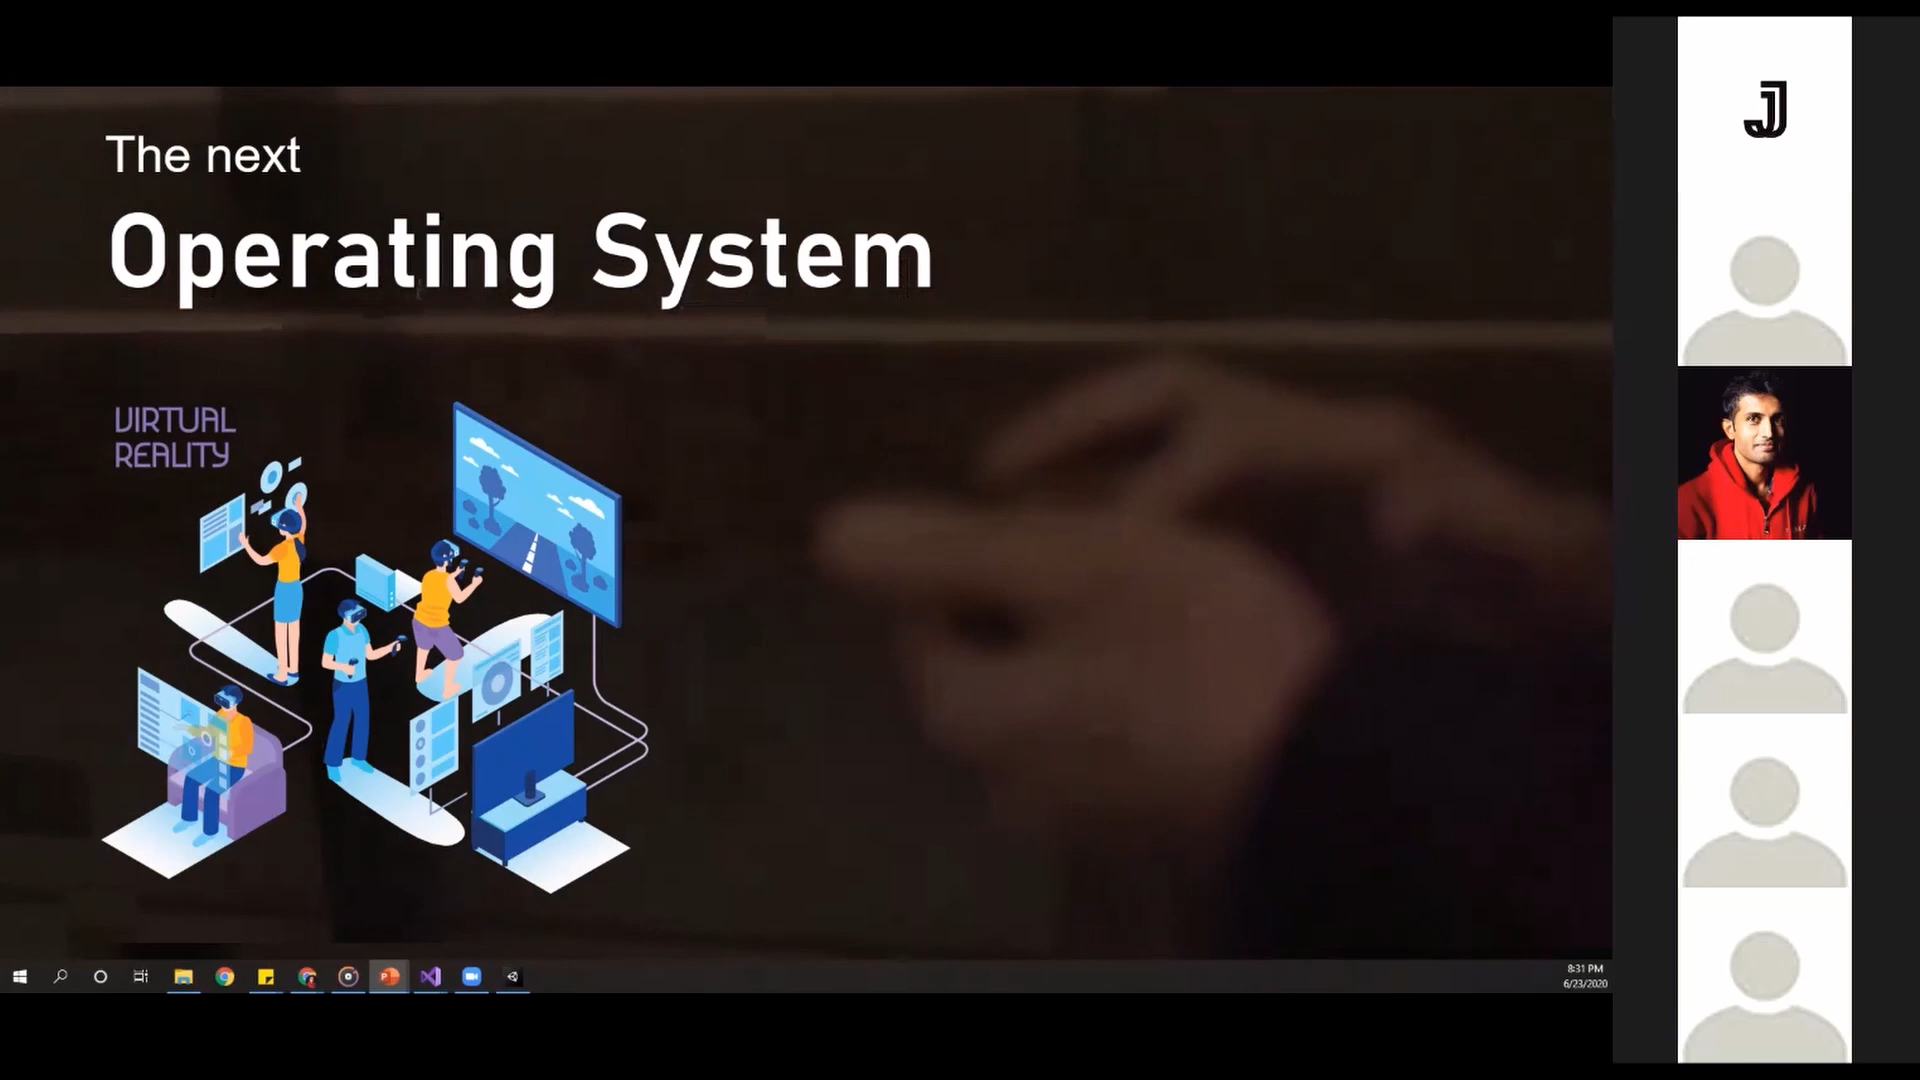 The next
Operating System
VIRTUAL
REALITY
8:31 PM
6/23/2020
J